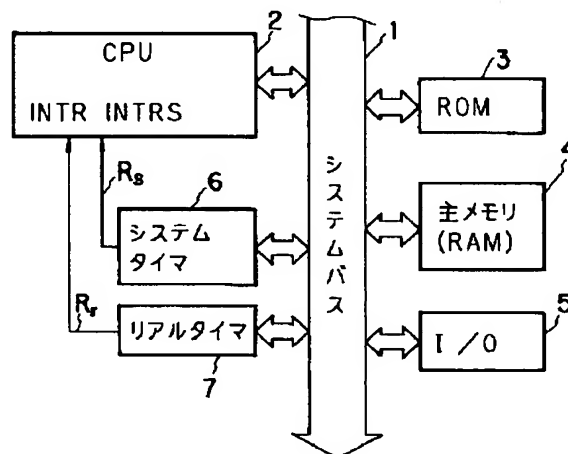 2
CPU
INTR INTRS
1
3
ROM
4
主メモリ
(RAM)
5
I/O
システムバス
Rs
6
システム
タイマ
Rr
リアルタイマ
7